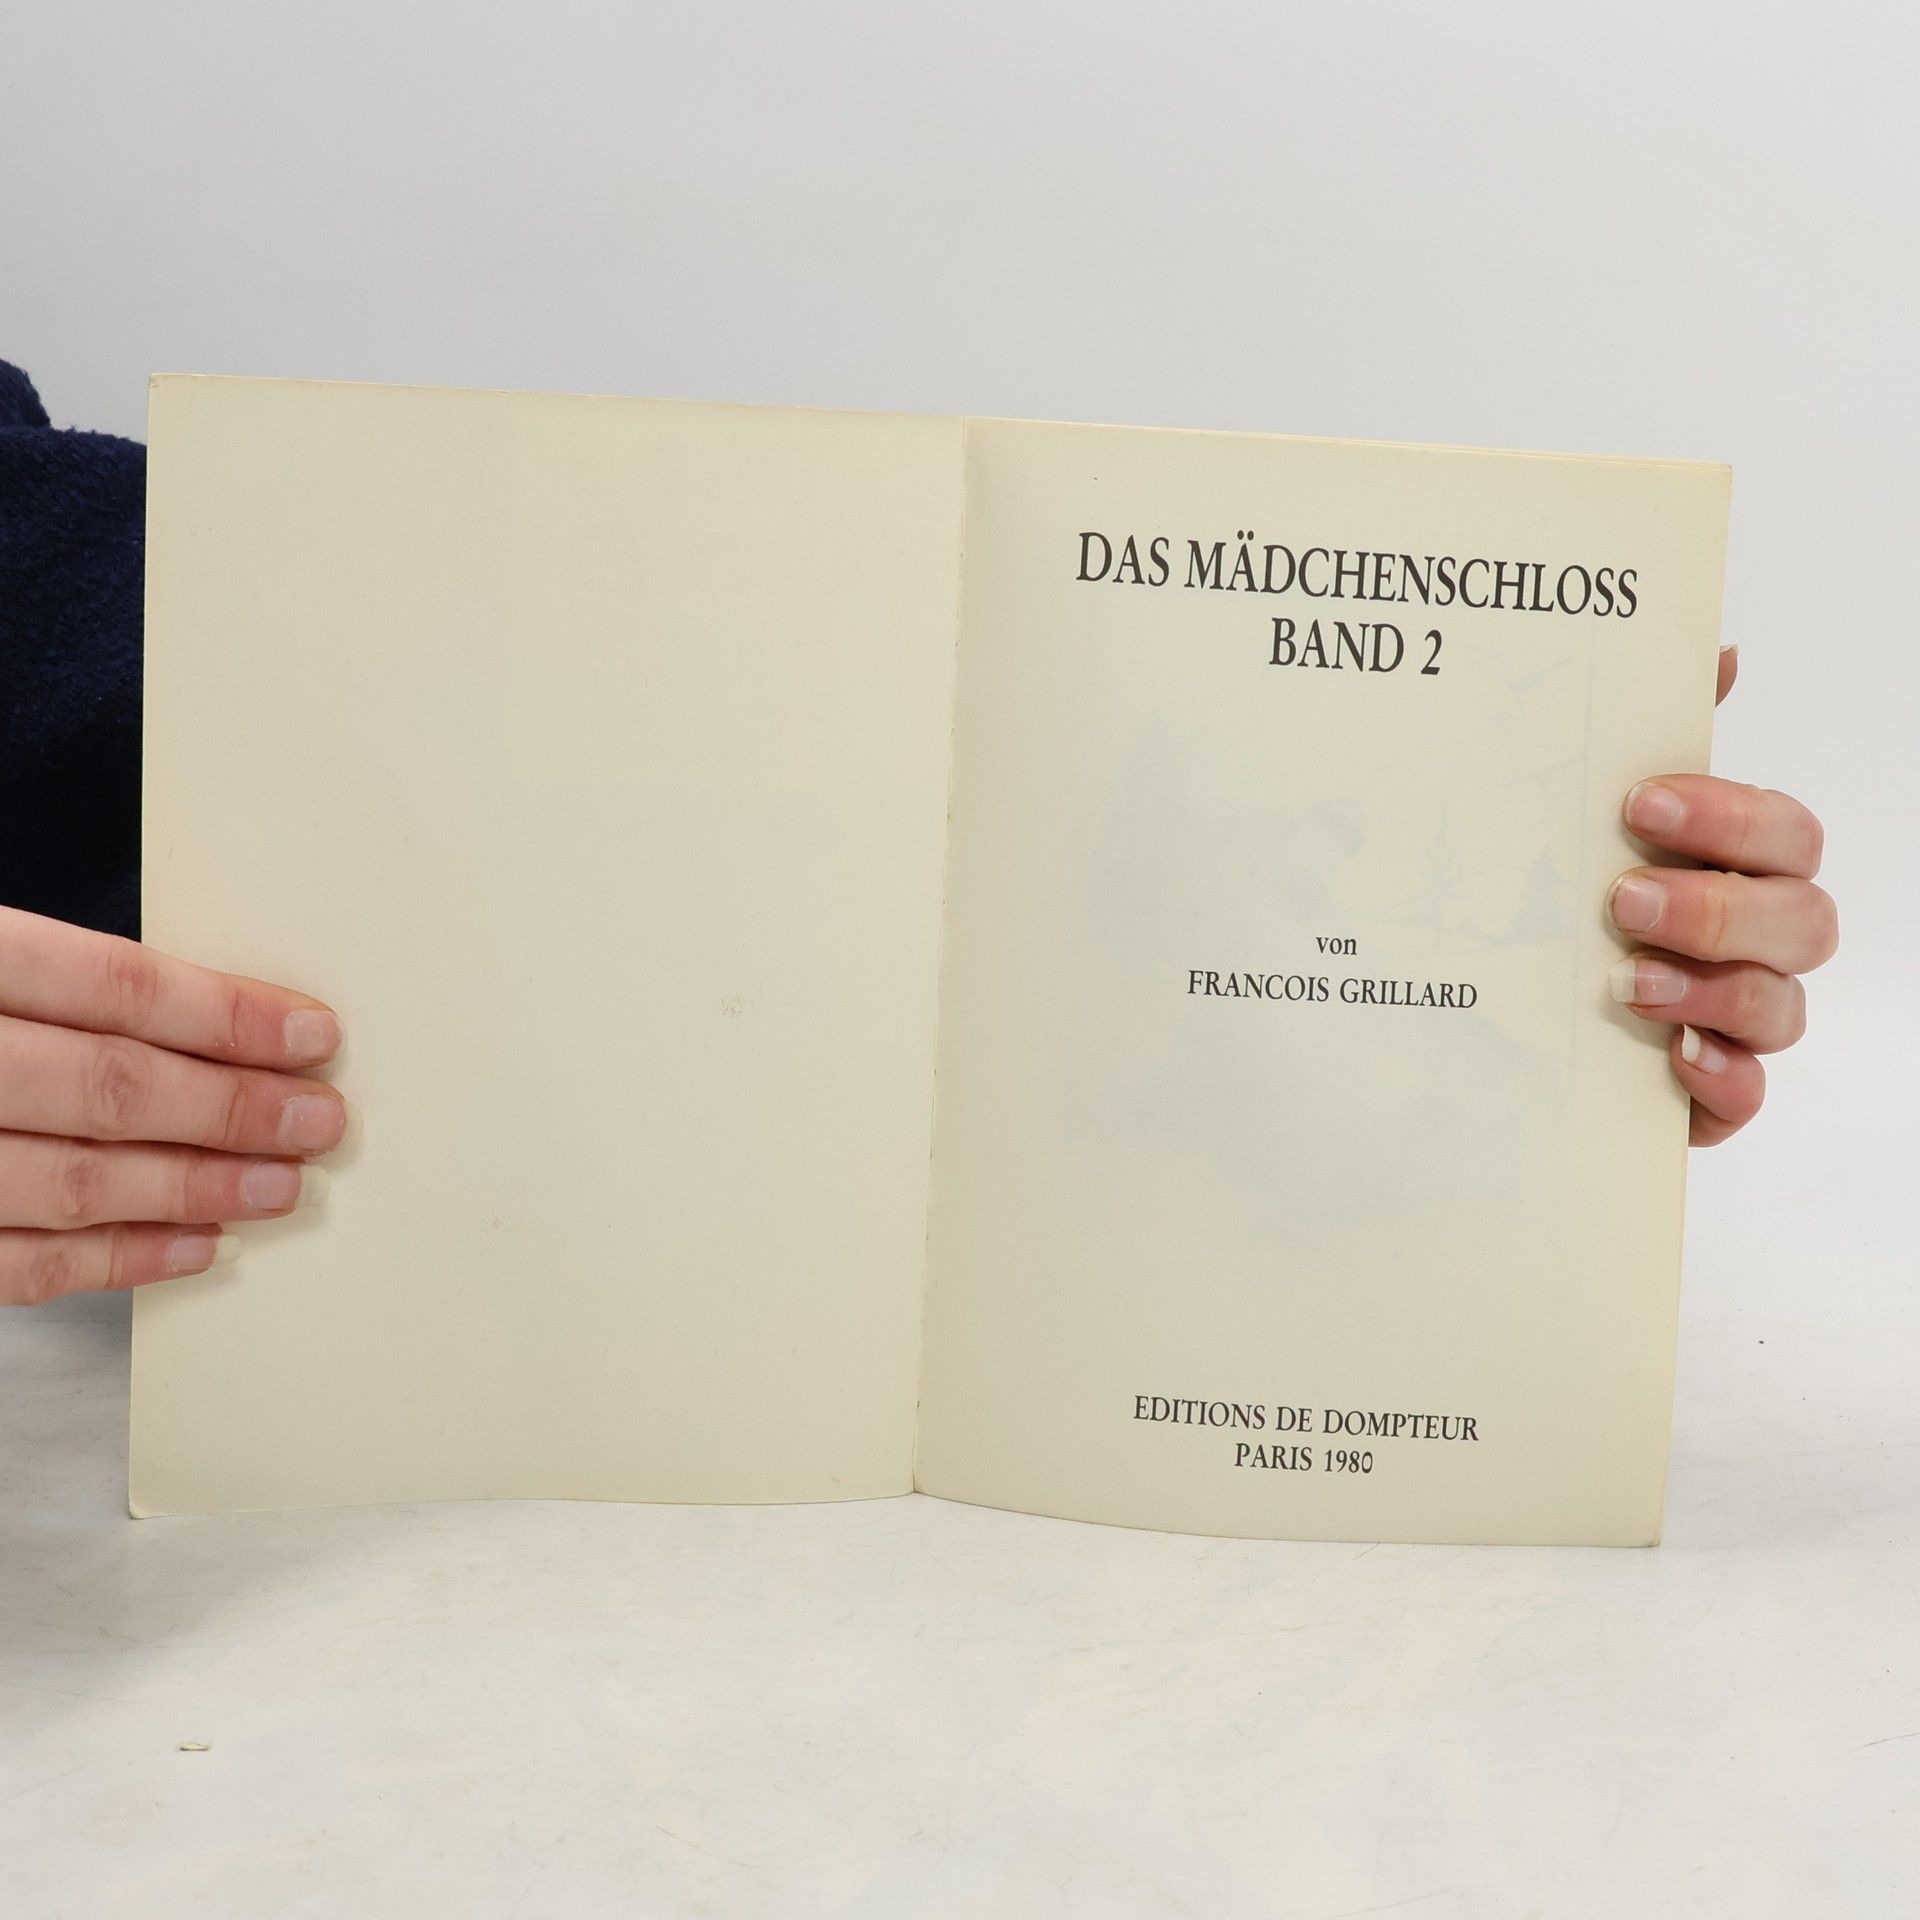 DAS MÄDCHENSCHLOSS
BAND 2
von
FRANCOIS GRILLARD
EDITIONS DE DOMPTEUR
PARIS 1980